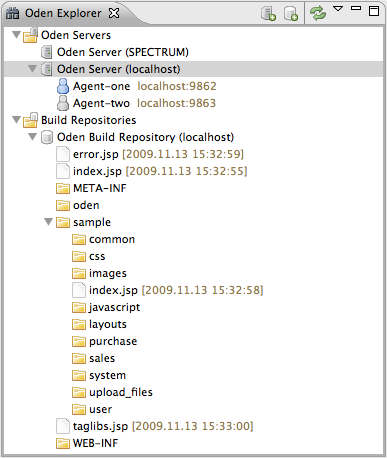 Oden Explorer
Oden Servers
Oden Server (SPECTRUM)
Oden Server (localhost)
Agent-one localhost:9862
Agent-two localhost:9863
Build Repositories
Oden Build Repository (localhost)
error.jsp [2009.11.13 15:32:59]
index.jsp [2009.11.13 15:32:55]
META-INF
oden
sample
common
css
images
index.jsp [2009.11.13 15:32:58]
javascript
layouts
purchase
sales
system
upload_files
user
taglibs.jsp [2009.11.13 15:33:00]
WEB-INF